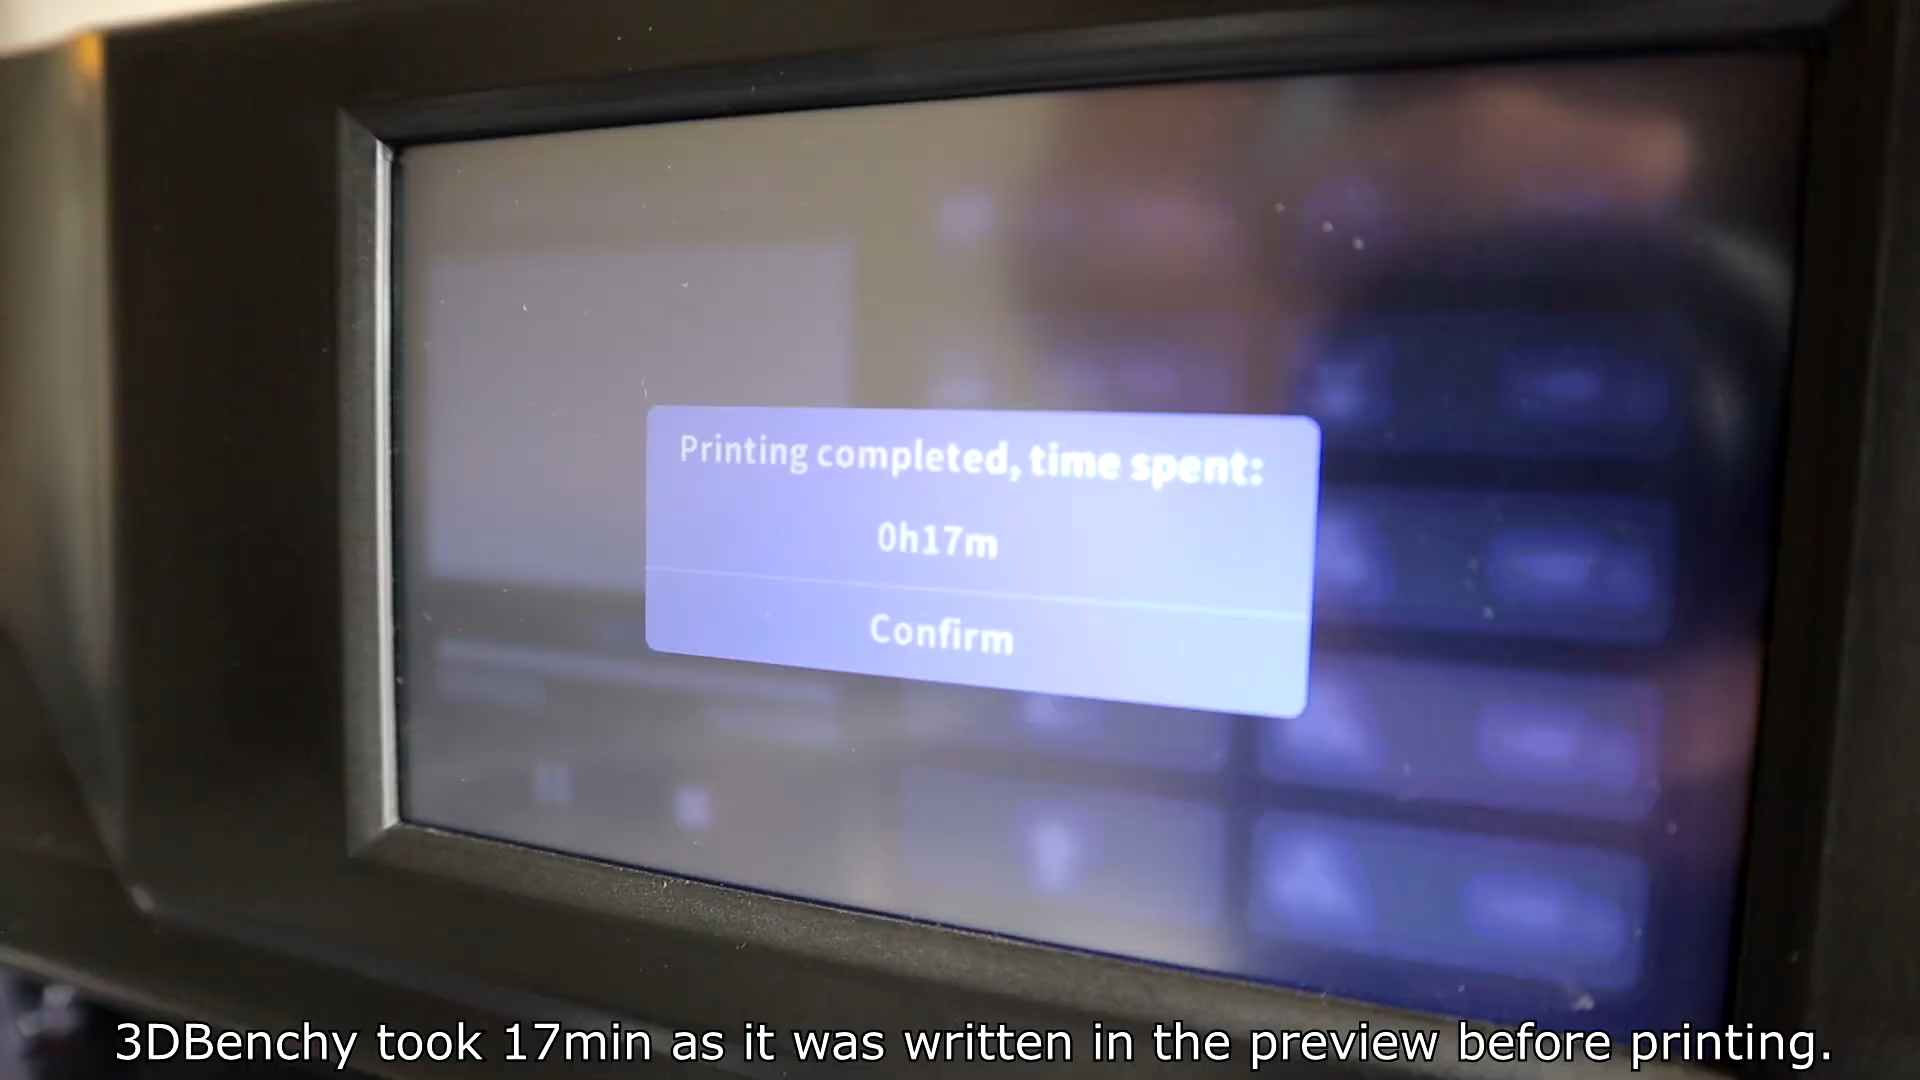 Printing completed, time spent:
0h17m
Confirm
3DBenchy took 17min as it was written in the preview before printing.